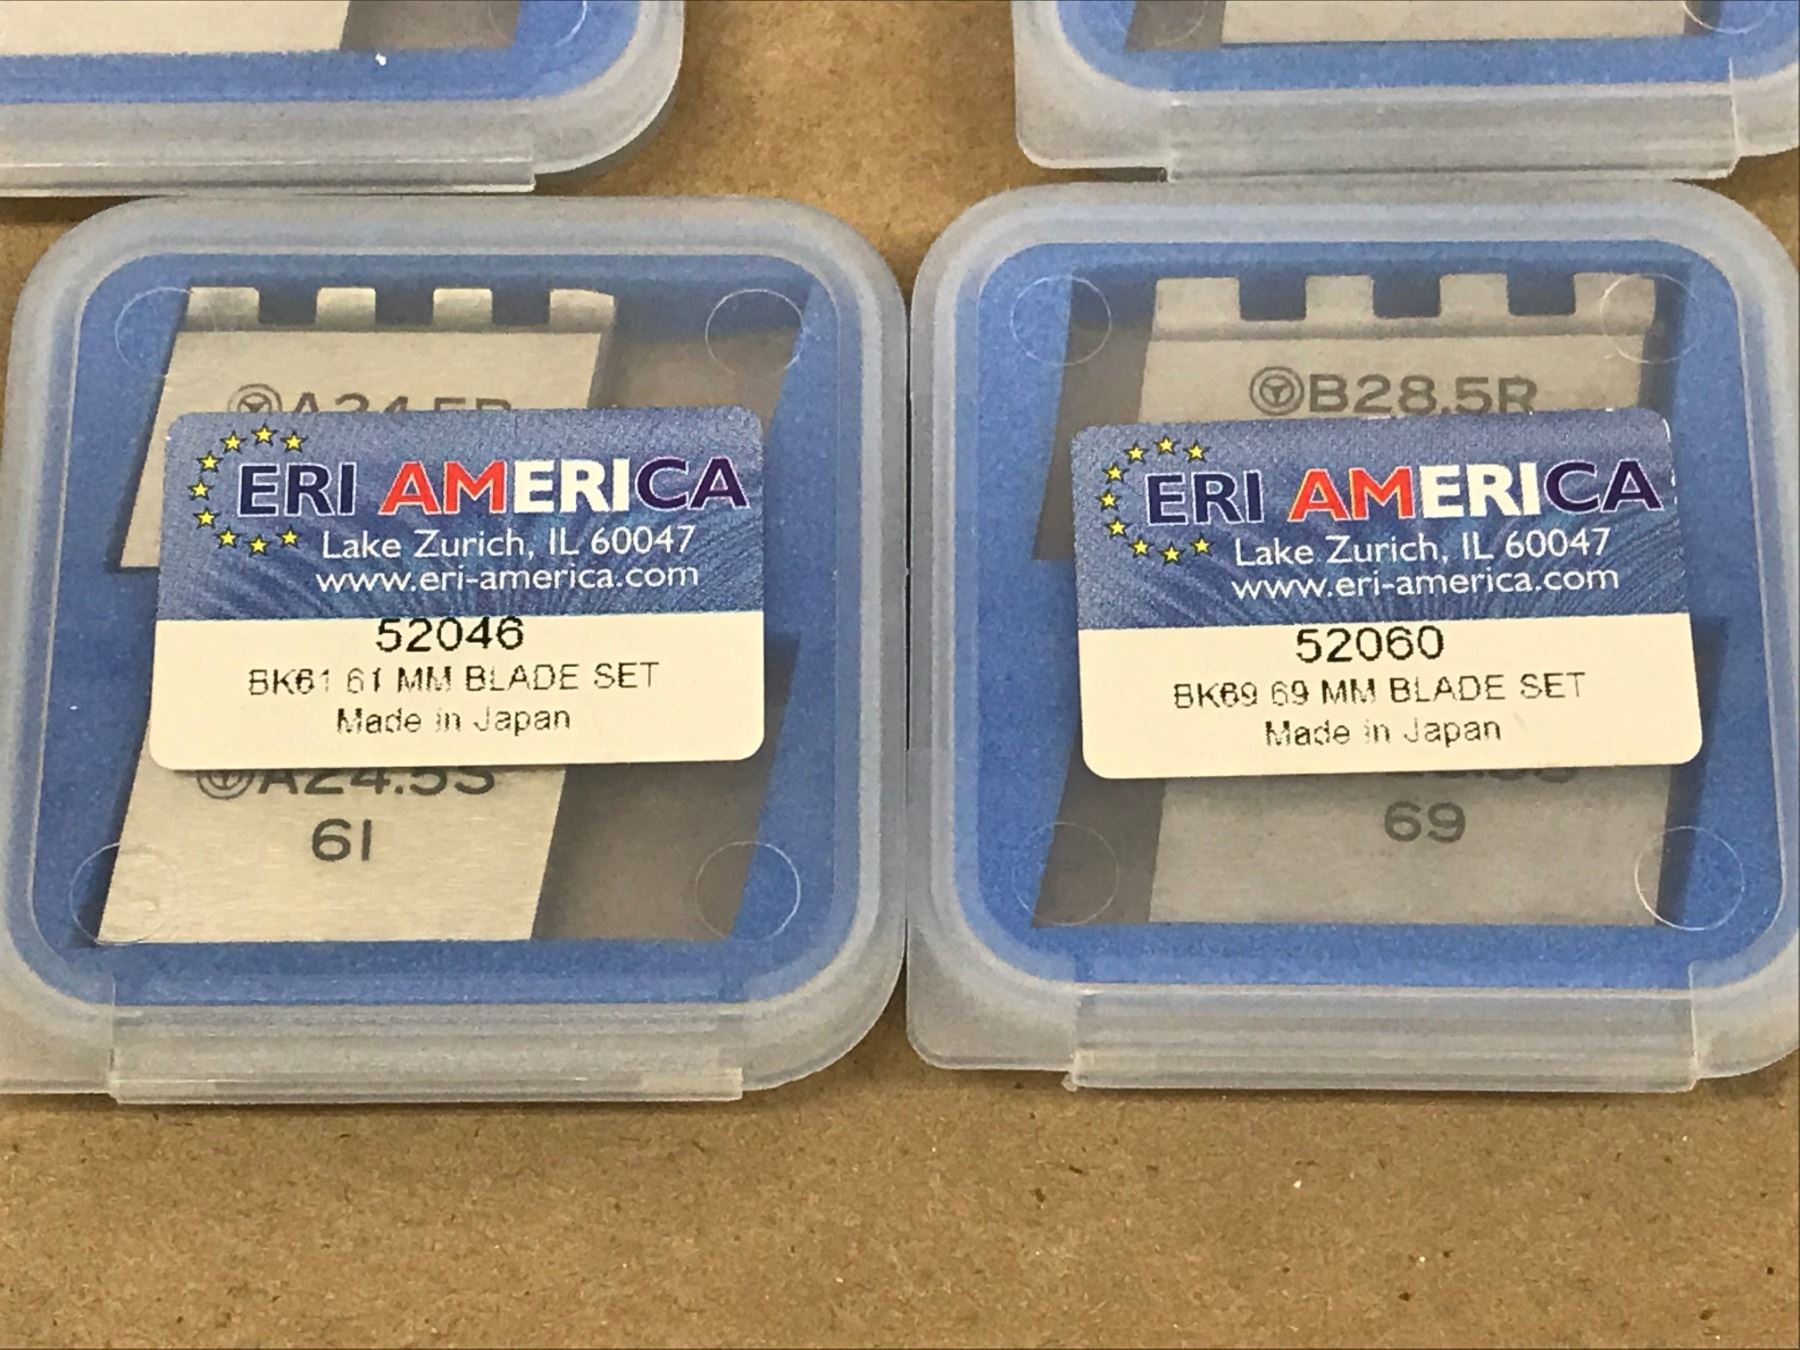 A24.5R
ERI AMERICA
Lake Zurich, IL 60047
www.eri-america.com
52046
BK61 61 MM BLADE SET
Made in Japan
A24.5S
61
B28.5R
ERI AMERICA
Lake Zurich, IL 60047
www.eri-america.com
52060
BK69 69 MM BLADE SET
Made in Japan
69